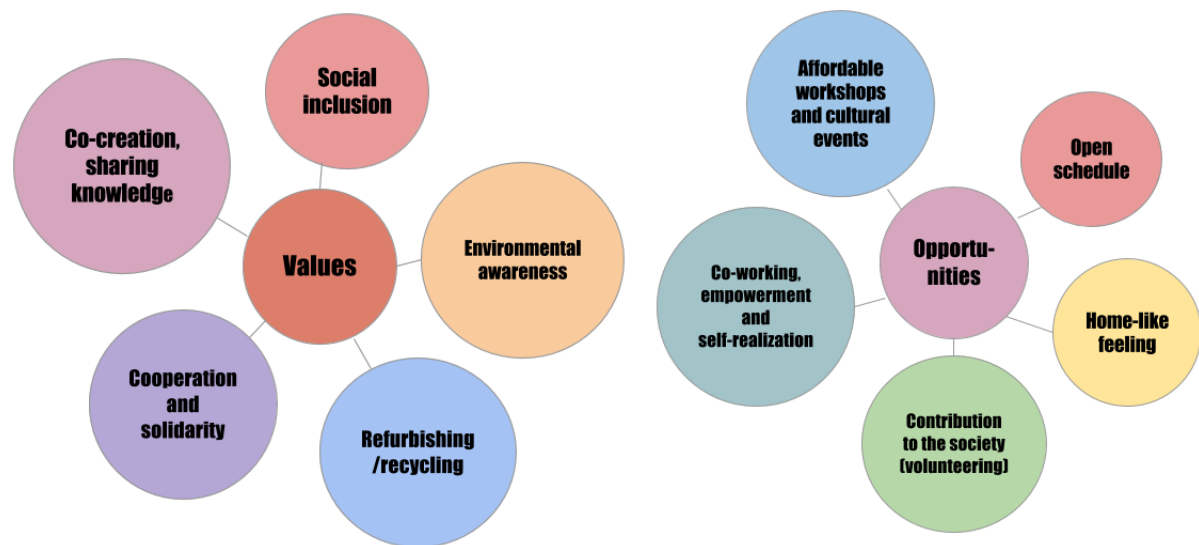 Social
inclusion
Co-creation,
sharing
knowledge
Values
Environmental
awareness
Cooperation
and
solidarity
Refurbishing
/recycling
Affordable
workshops
and cultural
events
Open
schedule
Opportu-
nities
Co-working,
empowerment
and
self-realization
Home-like
feeling
Contribution
to the society
(volunteering)